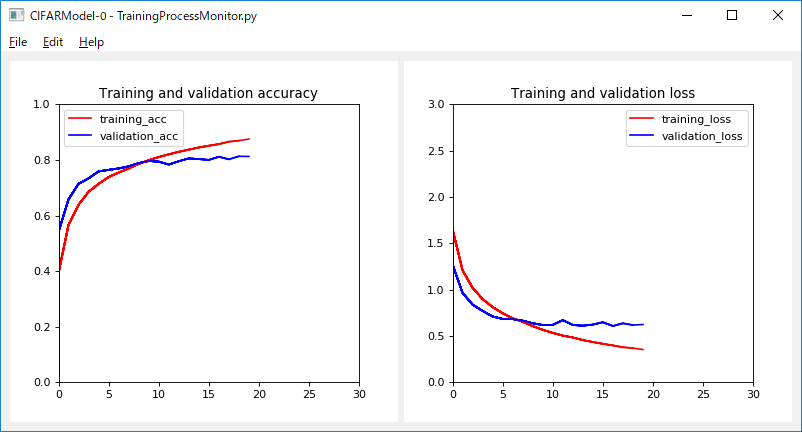 CIFARModel-0 - TrainingProcessMonitor.py
File Edit Help
Training and validation accuracy
1.0
training_acc
validation_acc
0.8
0.6
0.4
0.2
0.0
0 5 10 15 20 25 30
Training and validation loss
3.0
training_loss
validation_loss
2.5
2.0
1.5
1.0
0.5
0.0
0 5 10 15 20 25 30